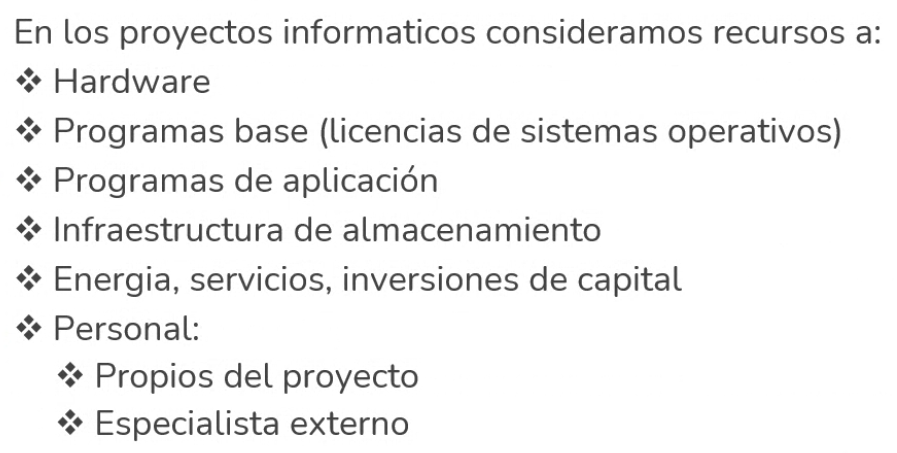 En los proyectos informaticos consideramos recursos a:
❖ Hardware
❖ Programas base (licencias de sistemas operativos)
❖ Programas de aplicación
❖ Infraestructura de almacenamiento
❖ Energia, servicios, inversiones de capital
❖ Personal:
❖ Propios del proyecto
❖ Especialista externo